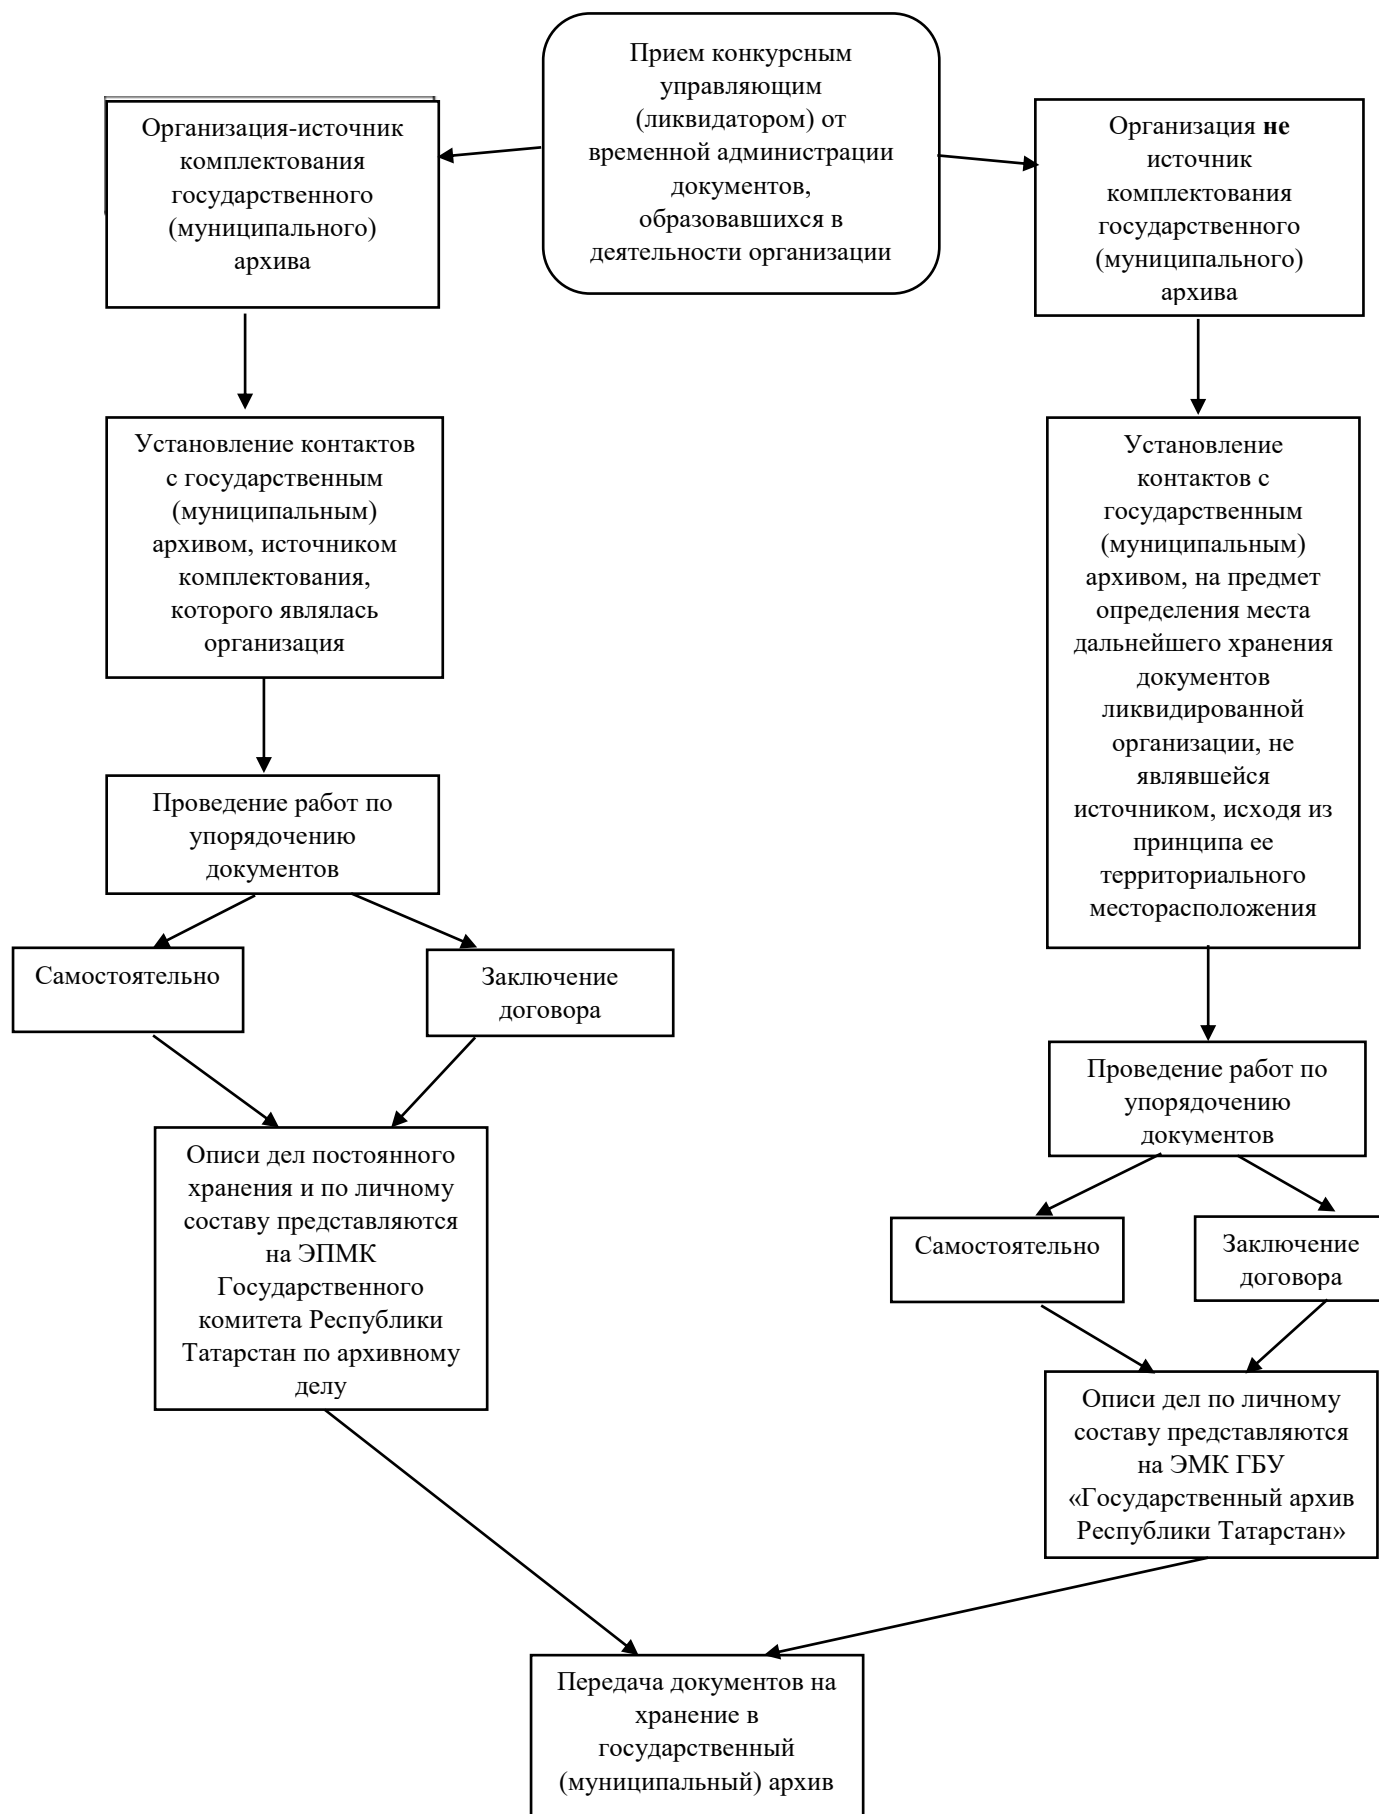 Прием конкурсным
управляющим
(ликвидатором) от
временной администрации
документов,
образовавшихся в
деятельности организации
Организация-источник
комплектования
государственного
(муниципального)
архива
Организация не
источник
комплектования
государственного
(муниципального)
архива
Установление контактов
с государственным
(муниципальным)
архивом, источником
комплектования,
которого являлась
организация
Установление
контактов с
государственным
(муниципальным)
архивом, на предмет
определения места
дальнейшего хранения
документов
ликвидированной
организации, не
являвшейся
источником, исходя из
принципа ее
территориального
месторасположения
Проведение работ по
упорядочению
документов
Самостоятельно
Заключение
договора
Проведение работ по
упорядочению
документов
Самостоятельно
Заключение
договора
Описи дел постоянного
хранения и по личному
составу представляются
на ЭПМК
Государственного
комитета Республики
Татарстан по архивному
делу
Описи дел по личному
составу представляются
на ЭМК ГБУ
«Государственный архив
Республики Татарстан»
Передача документов на
хранение в
государственный
(муниципальный) архив